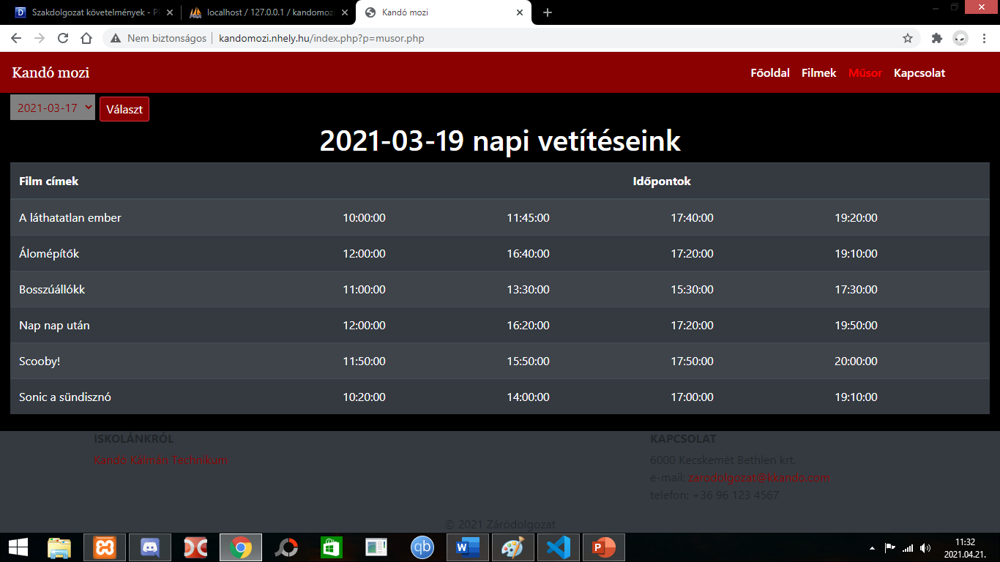 Szakdolgozat követelmények - P
localhost / 127.0.0.1 / kandomozi
Kandó mozi
Nem biztonságos
kandomozi.nhely.hu/index.php?p=musor.php
Kandó mozi
Főoldal Filmek Műsor Kapcsolat
2021-03-17 Választ
2021-03-19 napi vetítéseink
Film címek Időpontok
A láthatatlan ember 10:00:00 11:45:00 17:40:00 19:20:00
Álomépítők 12:00:00 16:40:00 17:20:00 19:10:00
Bosszúállókk 11:00:00 13:30:00 15:30:00 17:30:00
Nap nap után 12:00:00 16:20:00 17:20:00 19:50:00
Scooby! 11:50:00 15:50:00 17:50:00 20:00:00
Sonic a sündisznó 10:20:00 14:00:00 17:00:00 19:10:00
ISKOLÁNKRÓL
Kandó Kálmán Technikum
KAPCSOLAT
6000 Kecskemét Bethlen krt.
e-mail: zarodolgozat@kkando.com
telefon: +36 96 123 4567
© 2021 Záródolgozat
qb
11:32
2021.04.21.